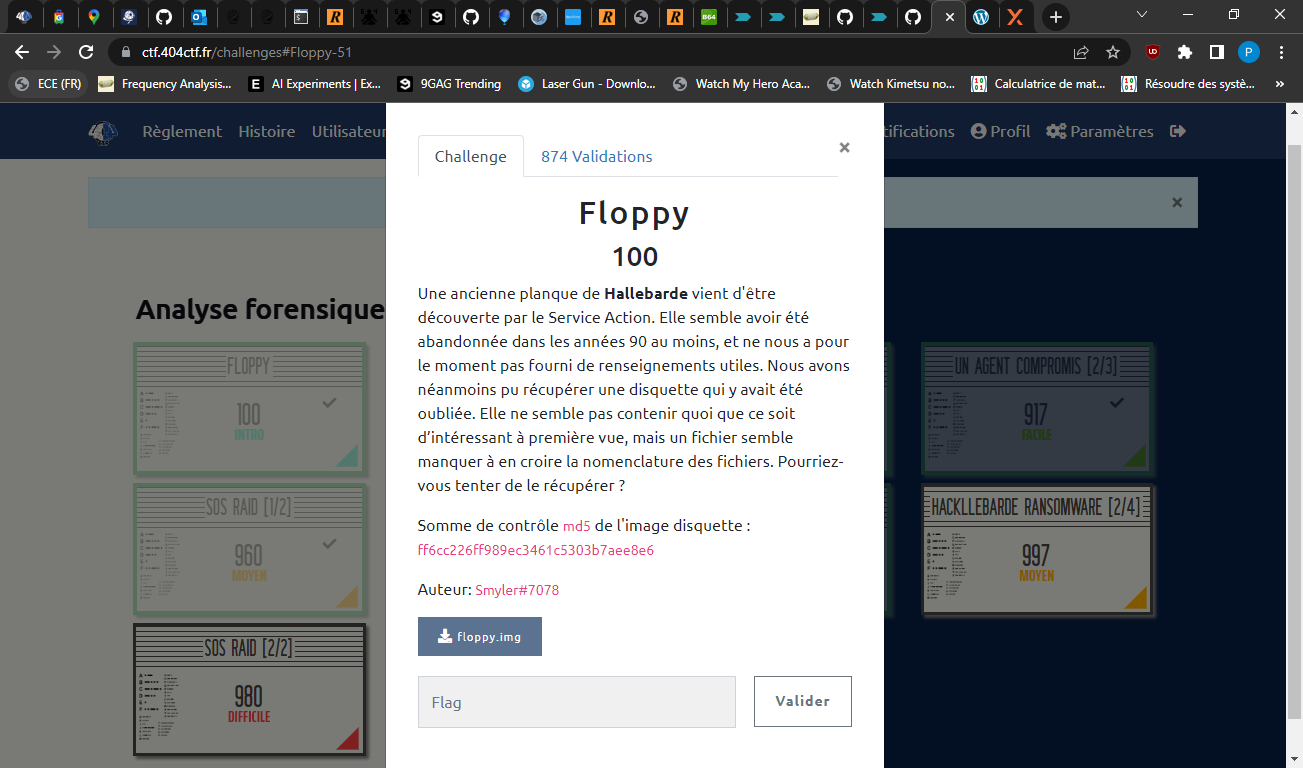 ctf.404ctf.fr/challenges#Floppy-51
ECE (FR) Frequency Analysis... AI Experiments | Ex... 9GAG Trending Laser Gun - Downlo... Watch My Hero Aca... Watch Kimetsu no... Calculatrice de mat... Résoudre des systè... »
Règlement Histoire Utilisateur tifications Profil Paramètres
Challenge 874 Validations ×
×
Floppy
100
Une ancienne planque de Hallebarde vient d'être
découverte par le Service Action. Elle semble avoir été
abandonnée dans les années 90 au moins, et ne nous a pour
le moment pas fourni de renseignements utiles. Nous avons
néanmoins pu récupérer une disquette qui y avait été
oubliée. Elle ne semble pas contenir quoi que ce soit
d’intéressant à première vue, mais un fichier semble
manquer à en croire la nomenclature des fichiers. Pourriez-
vous tenter de le récupérer ?
Somme de contrôle md5 de l'image disquette :
ff6cc226ff989ec3461c5303b7aee8e6
Auteur: Smyler#7078
floppy.img
Flag Valider
Analyse forensique
FLOPPY
100
INTRO
UN AGENT COMPROMIS [2/3]
917
FACILE
SOS RAID [1/2]
960
MOYEN
HACKLLEBARDE RANSOMWARE [2/4]
997
MOYEN
SOS RAID [2/2]
980
DIFFICILE